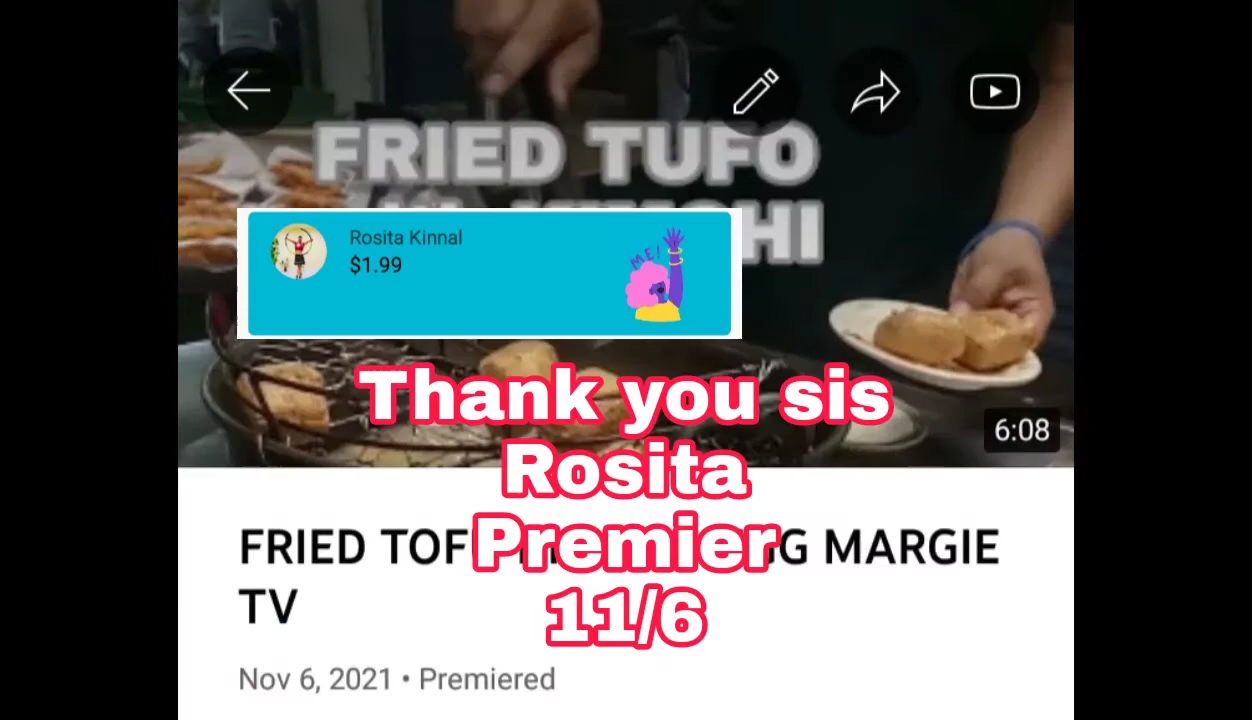 FRIED TUFO
HI
Rosita Kinnal
$1.99
ME!
Thank you sis
Rosita
Premier
11/6
6:08
FRIED TOF G MARGIE
TV
Nov 6, 2021 • Premiered